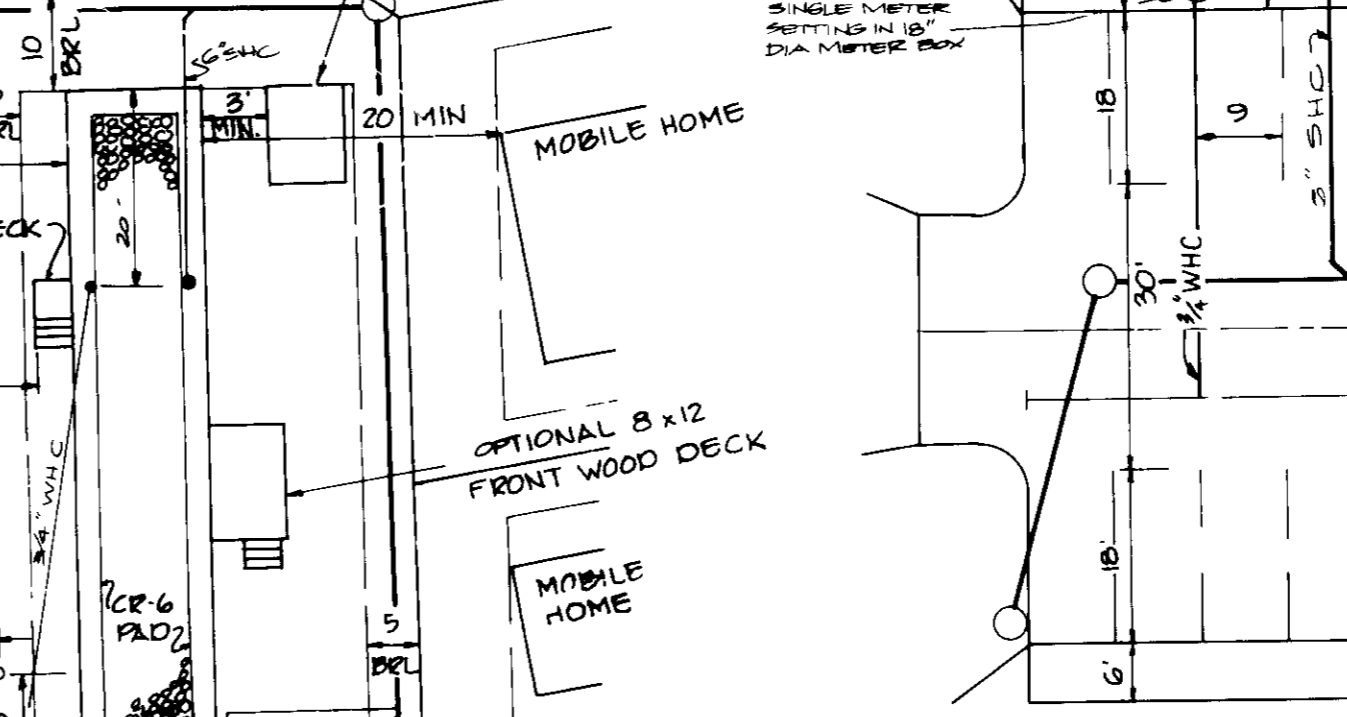 10
BRL
6"SHC
3'
MIN.
20 MIN
MOBILE HOME
20'
3/4" WHC
OPTIONAL 8 x 12
FRONT WOOD DECK
CR-6
PAD
5
BRL
MOBILE
HOME
SINGLE METER
SETTING IN 18"
DIA METER BOX
18
9
3" SHC
30'
3/4" WHC
18'
6'